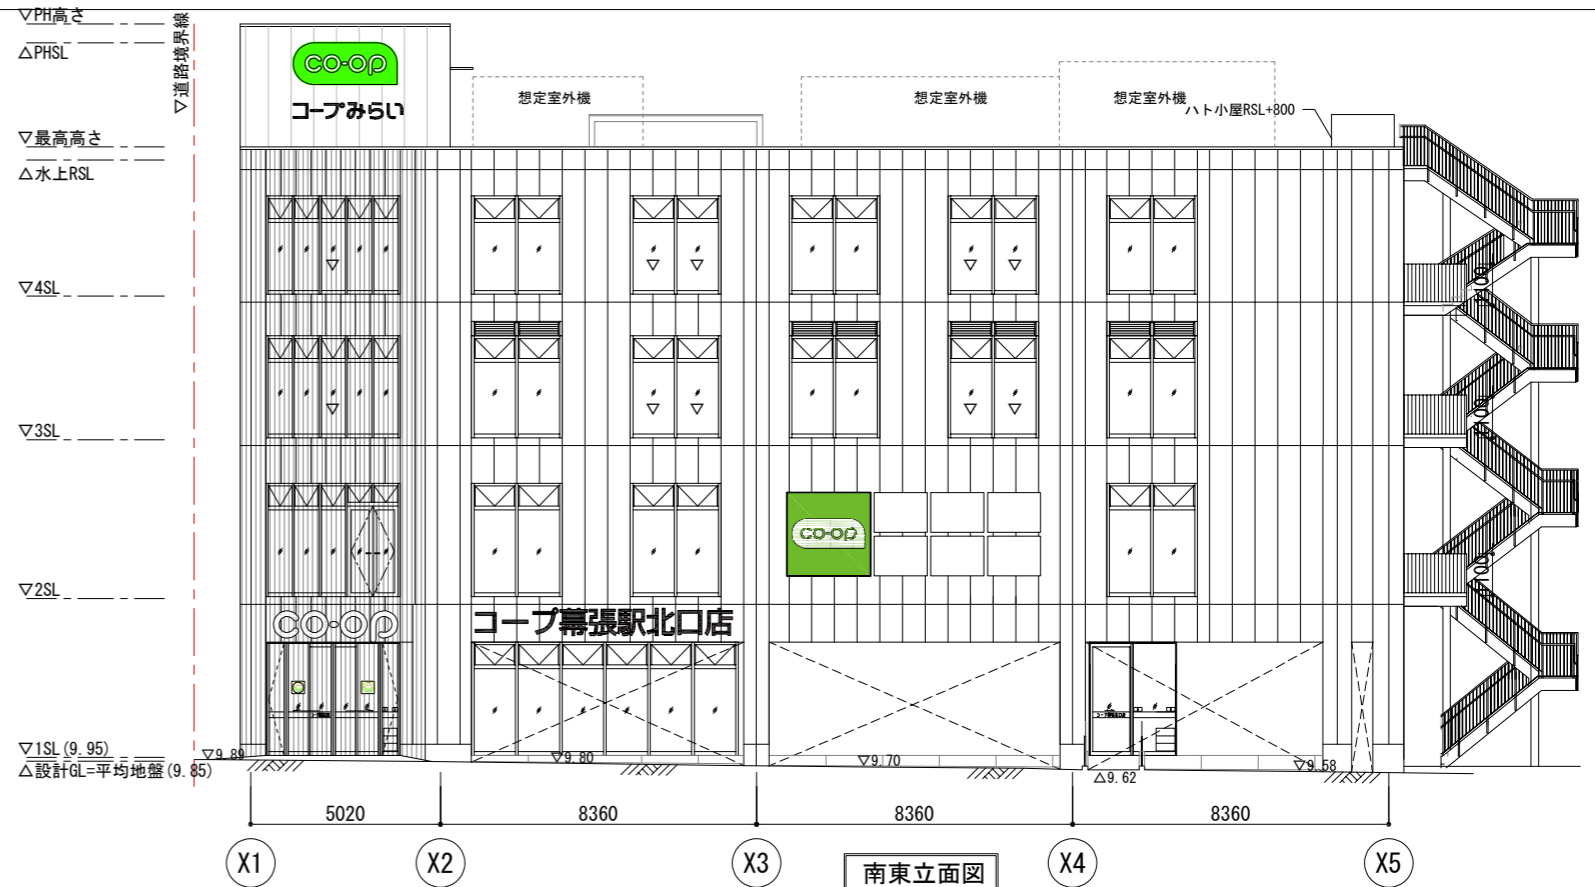 ▽PH高さ
△PHSL
▽道路境界線
co-op
コープみらい
想定室外機
想定室外機
想定室外機
ハト小屋RSL+800
▽最高高さ
△水上RSL
▽4SL
▽3SL
co-op
▽2SL
co-op
コープ幕張駅北口店
▽1SL(9.95)
△設計GL=平均地盤(9.85)
▽9.89
▽9.80
▽9.70
△9.62
▽9.58
5020
8360
8360
8360
X1
X2
X3
X4
X5
南東立面図